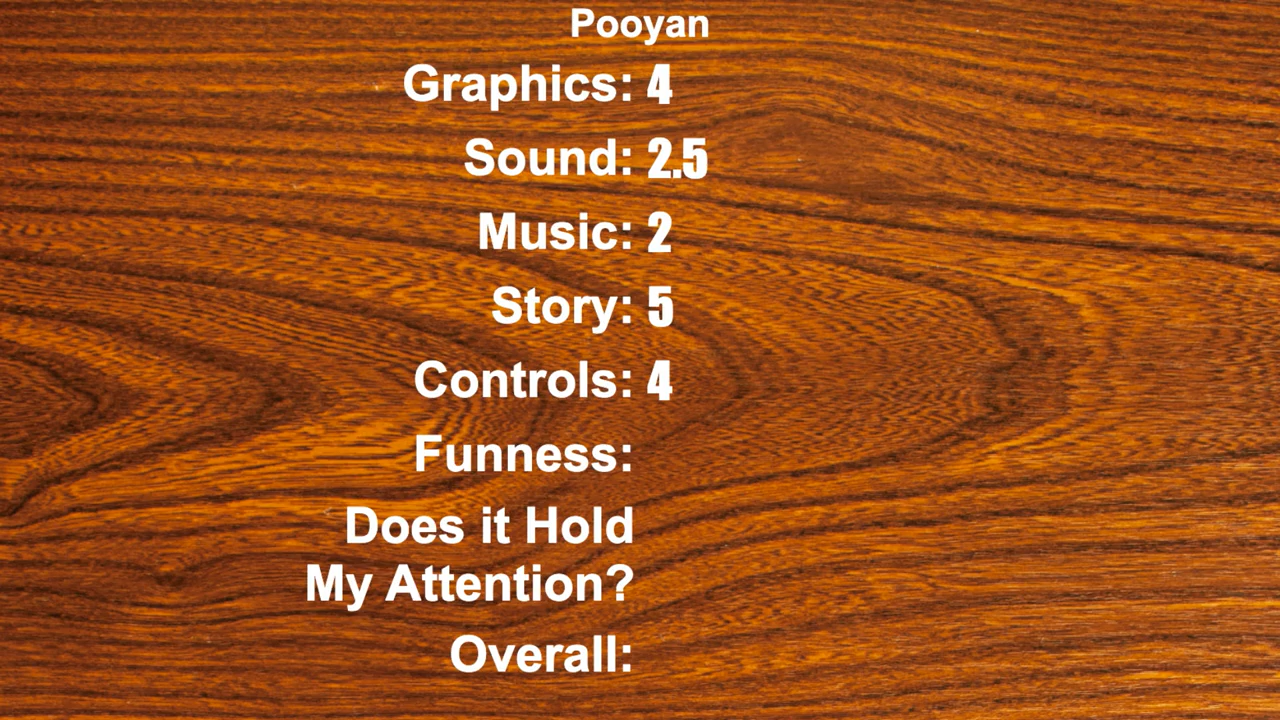 Pooyan
Graphics: 4
Sound: 2.5
Music: 2
Story: 5
Controls: 4
Funness:
Does it Hold
My Attention?
Overall: